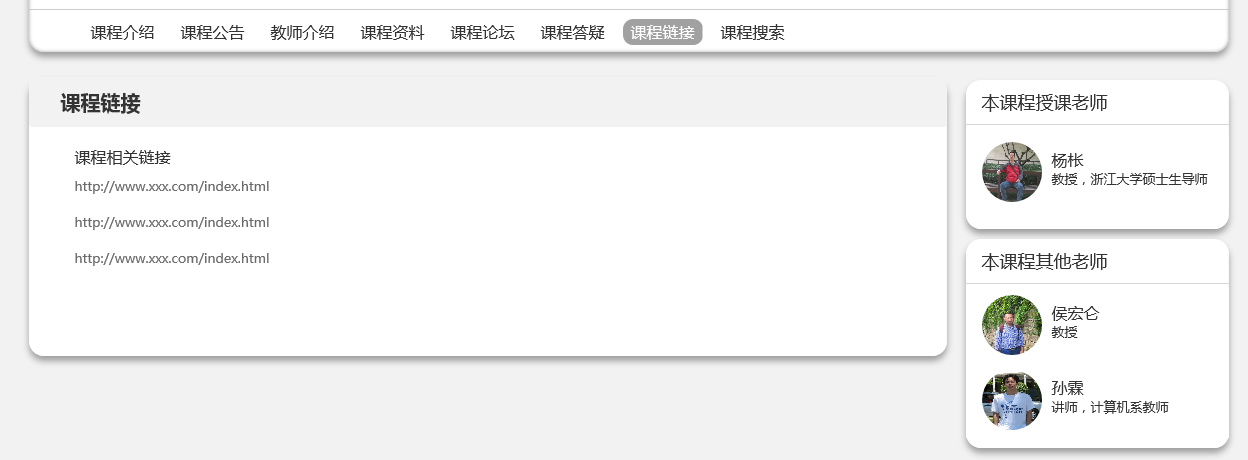 课程介绍 课程公告 教师介绍 课程资料 课程论坛 课程答疑 课程链接 课程搜索
课程链接
课程相关链接
http://www.xxx.com/index.html
http://www.xxx.com/index.html
http://www.xxx.com/index.html
本课程授课老师
杨枨
教授，浙江大学硕士生导师
本课程其他老师
侯宏仑
教授
孙霖
讲师，计算机系教师